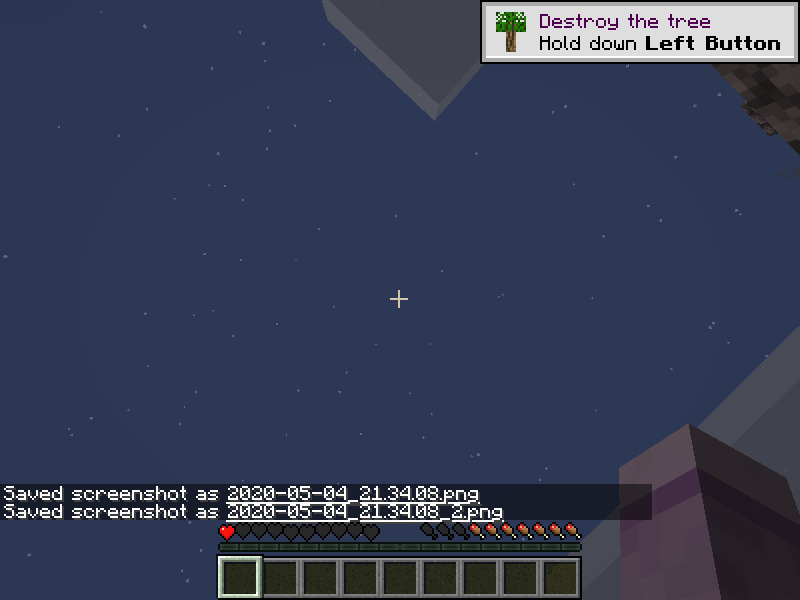 Destroy the tree
Hold down Left Button
Saved screenshot as 2020-05-04_21.34.08.png
Saved screenshot as 2020-05-04_21.34.08_2.png